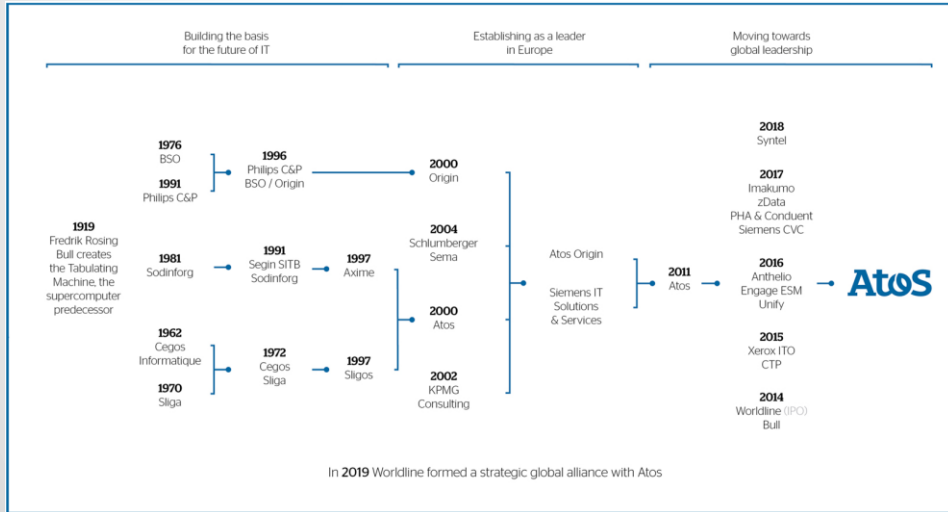 Building the basis
for the future of IT
Establishing as a leader
in Europe
Moving towards
global leadership
1919
Fredrik Rosing
Bull creates
the Tabulating
Machine, the
supercomputer
predecessor
1976
BSO
1991
Philips C&P
1981
Sodinforg
1962
Cegos
Informatique
1970
Sliga
1996
Philips C&P
BSO / Origin
1991
Segin SITB
Sodinforg
1972
Cegos
Sliga
1997
Axime
1997
Sligos
2000
Origin
2004
Schlumberger
Sema
2000
Atos
2002
KPMG
Consulting
Atos Origin
Siemens IT
Solutions
& Services
2011
Atos
2018
Syntel
2017
Imakumo
zData
PHA & Conduent
Siemens CVC
2016
Anthelio
Engage ESM
Unify
2015
Xerox ITO
CTP
2014
Worldline (IPO)
Bull
Atos
In 2019 Worldline formed a strategic global alliance with Atos